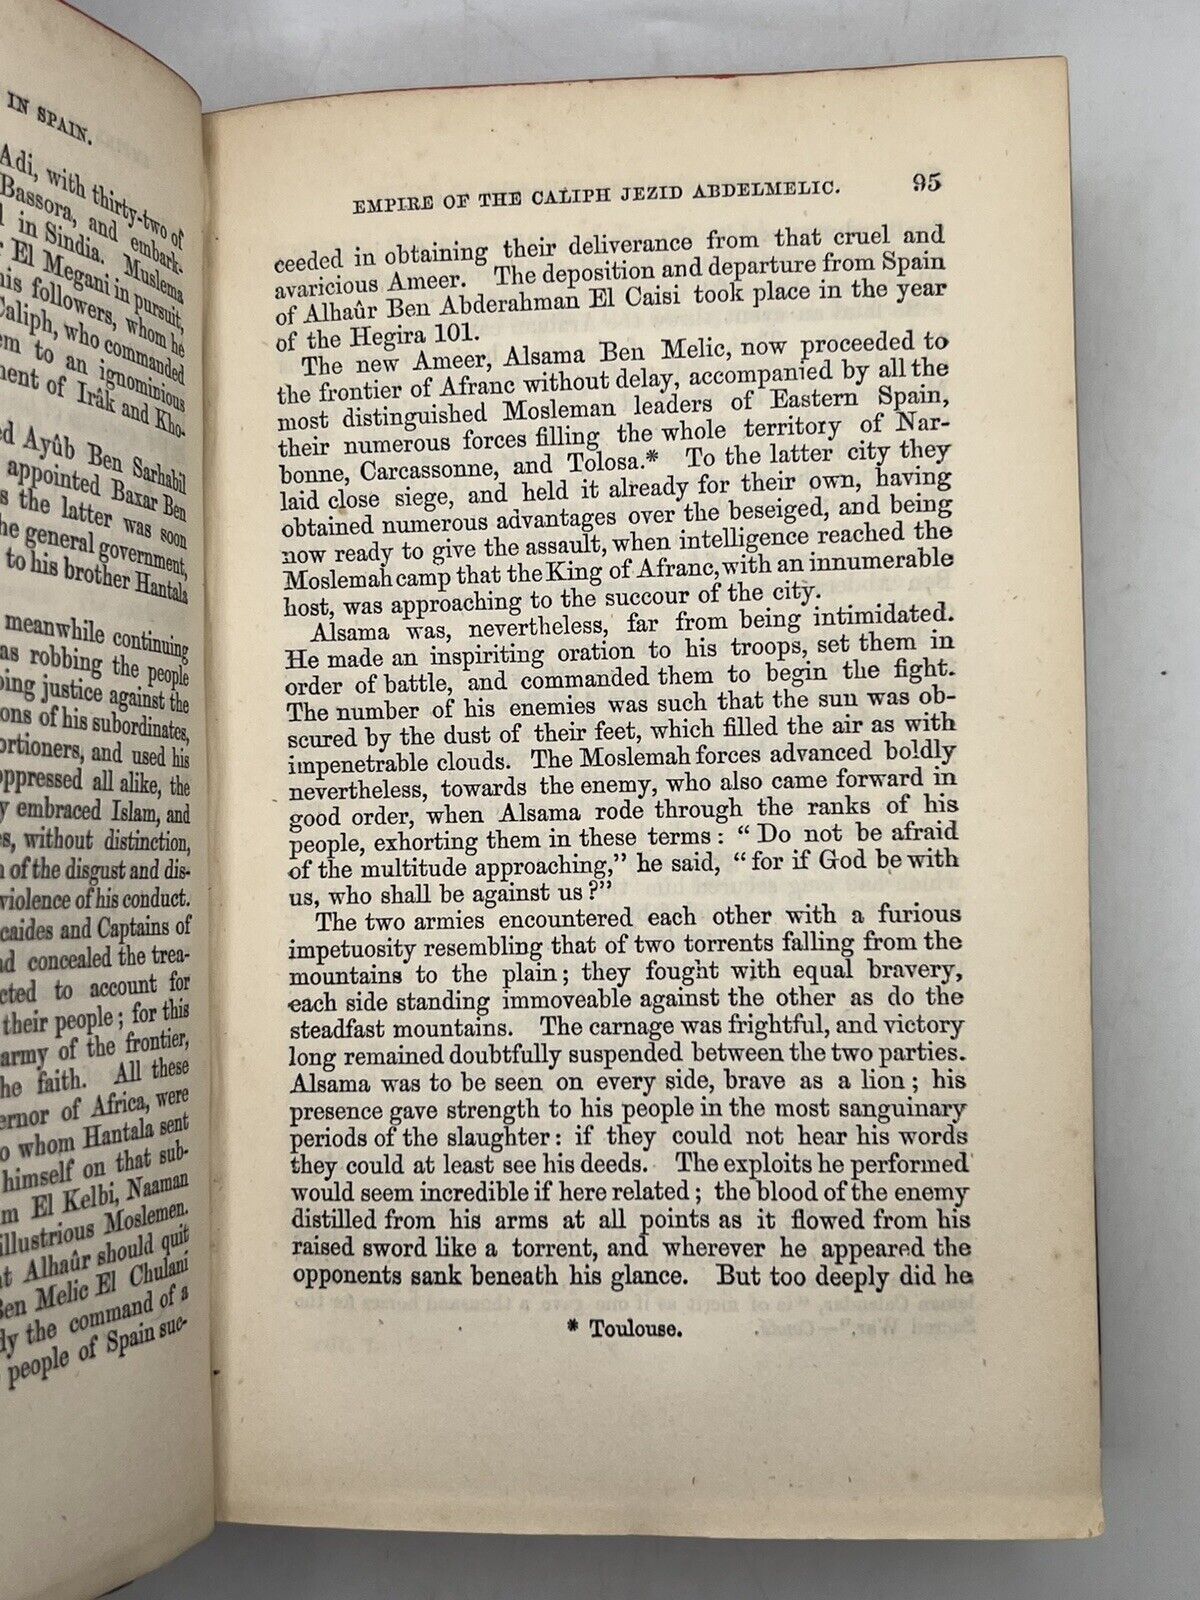 IN SPAIN.
Adi, with thirty-two of
Bassora, and embark-
in Sindia. Muslema
El Megani in pursuit,
his followers, whom he
Caliph, who commanded
to an ignominious
of Irâk and Kho-
Ayûb Ben Sarhabil
appointed Baxar Ben
the latter was soon
general government,
to his brother Hantala
meanwhile continuing
robbing the people
justice against the
of his subordinates,
and used his
oppressed all alike, the
embraced Islam, and
without distinction,
of the disgust and dis-
violence of his conduct.
and Captains of
concealed the trea-
to account for
their people; for this
army of the frontier,
faith. All these
of Africa, were
whom Hantala sent
himself on that sub-
El Kelbi, Naaman
illustrious Moslemen.
Alhaûr should quit
Ben Melic El Chulani
the command of a
people of Spain suc-
EMPIRE OF THE CALIPH JEZID ABDELMELIC. 95
ceeded in obtaining their deliverance from that cruel and
avaricious Ameer. The deposition and departure from Spain
of Alhaûr Ben Abderahman El Caisi took place in the year
of the Hegira 101.
The new Ameer, Alsama Ben Melic, now proceeded to
the frontier of Afranc without delay, accompanied by all the
most distinguished Mosleman leaders of Eastern Spain,
their numerous forces filling the whole territory of Nar-
bonne, Carcassonne, and Tolosa.* To the latter city they
laid close siege, and held it already for their own, having
obtained numerous advantages over the beseiged, and being
now ready to give the assault, when intelligence reached the
Moslemah camp that the King of Afranc, with an innumerable
host, was approaching to the succour of the city.
Alsama was, nevertheless, far from being intimidated.
He made an inspiriting oration to his troops, set them in
order of battle, and commanded them to begin the fight.
The number of his enemies was such that the sun was ob-
scured by the dust of their feet, which filled the air as with
impenetrable clouds. The Moslemah forces advanced boldly
nevertheless, towards the enemy, who also came forward in
good order, when Alsama rode through the ranks of his
people, exhorting them in these terms: “Do not be afraid
of the multitude approaching,” he said, “for if God be with
us, who shall be against us?”
The two armies encountered each other with a furious
impetuosity resembling that of two torrents falling from the
mountains to the plain; they fought with equal bravery,
each side standing immoveable against the other as do the
steadfast mountains. The carnage was frightful, and victory
long remained doubtfully suspended between the two parties.
Alsama was to be seen on every side, brave as a lion; his
presence gave strength to his people in the most sanguinary
periods of the slaughter: if they could not hear his words
they could at least see his deeds. The exploits he performed
would seem incredible if here related; the blood of the enemy
distilled from his arms at all points as it flowed from his
raised sword like a torrent, and wherever he appeared the
opponents sank beneath his glance. But too deeply did he
* Toulouse.